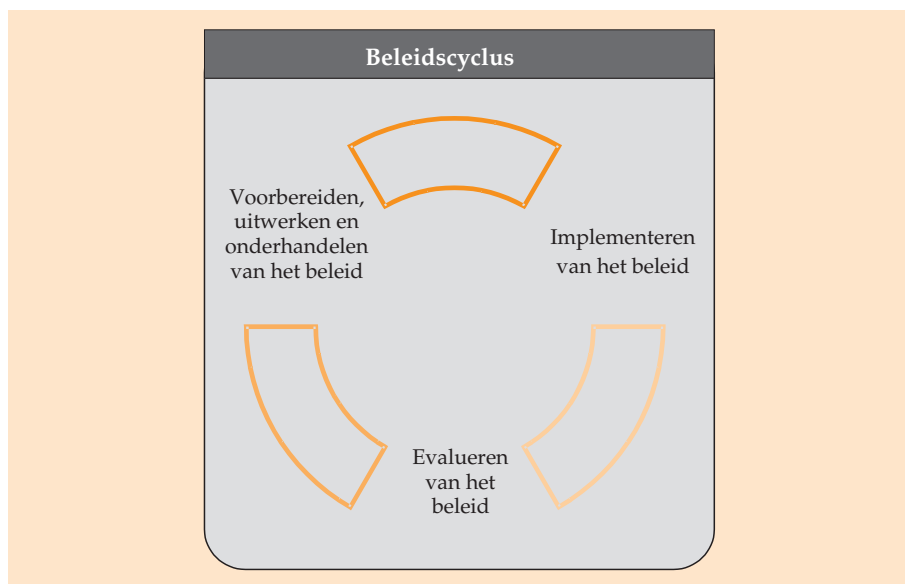 Beleidscyclus
Voorbereiden,
uitwerken en
onderhandelen
van het beleid
Implementeren
van het beleid
Evalueren
van het
beleid